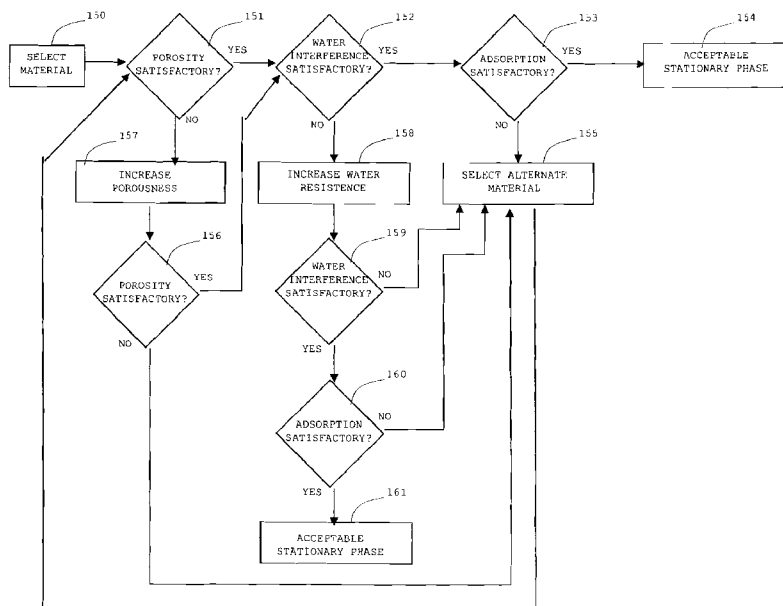 150
151
152
153
154
SELECT
MATERIAL
POROSITY
SATISFACTORY?
YES
WATER
INTERFERENCE
SATISFACTORY?
YES
ADSORPTION
SATISFACTORY?
YES
ACCEPTABLE
STATIONARY PHASE
NO
NO
NO
157
158
155
INCREASE
POROUSNESS
INCREASE WATER
RESISTENCE
SELECT ALTERNATE
MATERIAL
156
159
POROSITY
SATISFACTORY?
YES
NO
WATER
INTERFERENCE
SATISFACTORY?
NO
YES
160
ADSORPTION
SATISFACTORY?
NO
YES
161
ACCEPTABLE
STATIONARY PHASE